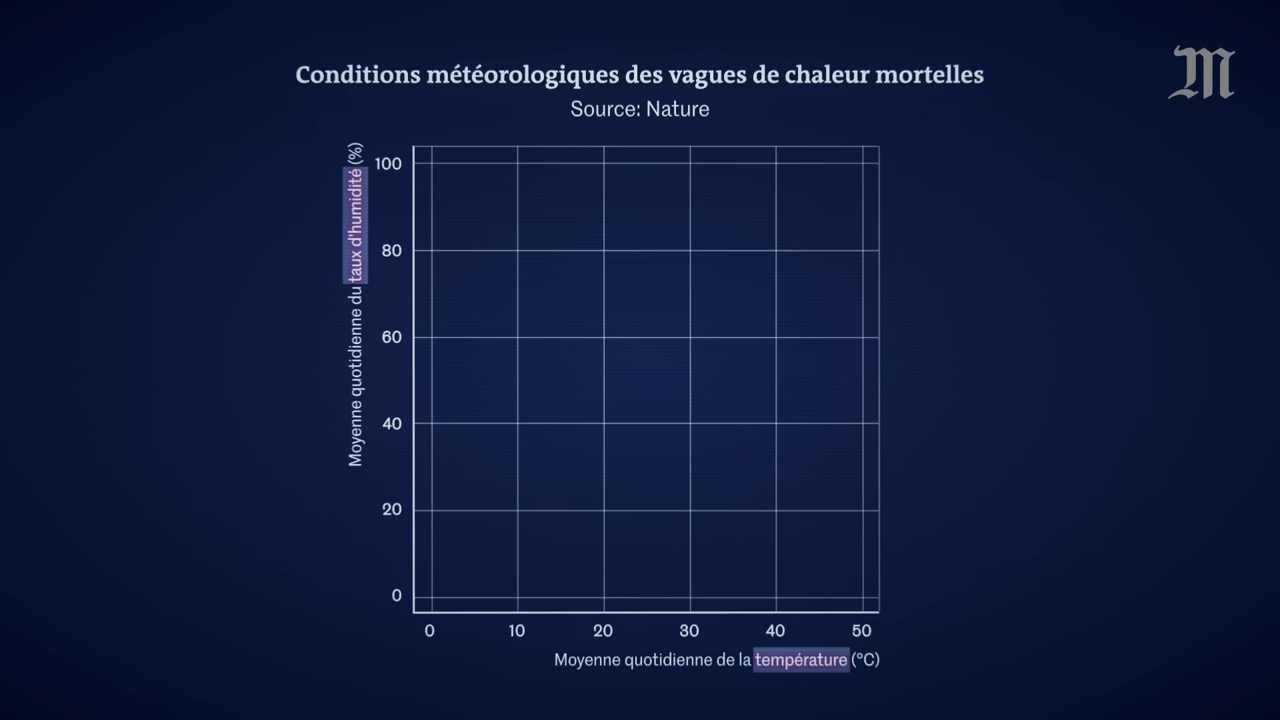 Conditions météorologiques des vagues de chaleur mortelles
Source: Nature
M
Moyenne quotidienne du taux d'humidité (%)
100
80
60
40
20
0
0 10 20 30 40 50
Moyenne quotidienne de la température (°C)